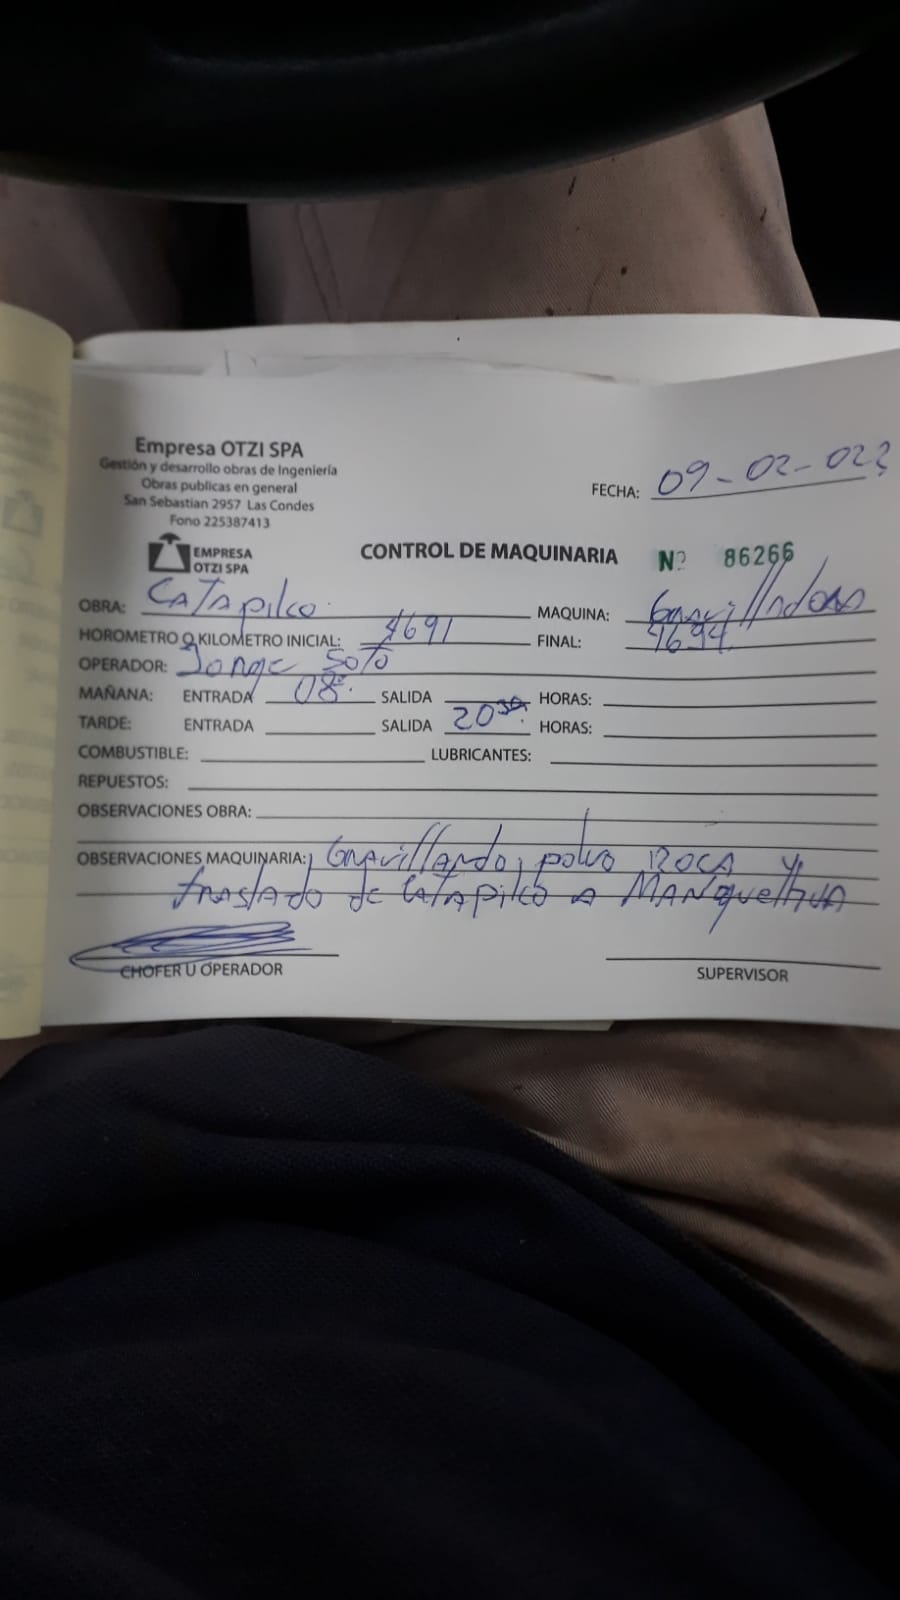 Empresa OTZI SPA
Gestión y desarrollo obras de Ingeniería
Obras publicas en general
San Sebastian 2957 Las Condes
Fono 225387413
FECHA: 09-02-022
EMPRESA
OTZI SPA
CONTROL DE MAQUINARIA Nº 86266
OBRA: Catapilco. MAQUINA: Gravilladora
HOROMETRO O KILOMETRO INICIAL: 4691 FINAL: 4694
OPERADOR: Jorge Soto
MAÑANA: ENTRADA 08: SALIDA HORAS:
TARDE: ENTRADA SALIDA 20:30 HORAS:
COMBUSTIBLE: LUBRICANTES:
REPUESTOS:
OBSERVACIONES OBRA:
OBSERVACIONES MAQUINARIA: Gravillando, polvo ROCA y
traslado de Catapilco a
CHOFER U OPERADOR SUPERVISOR